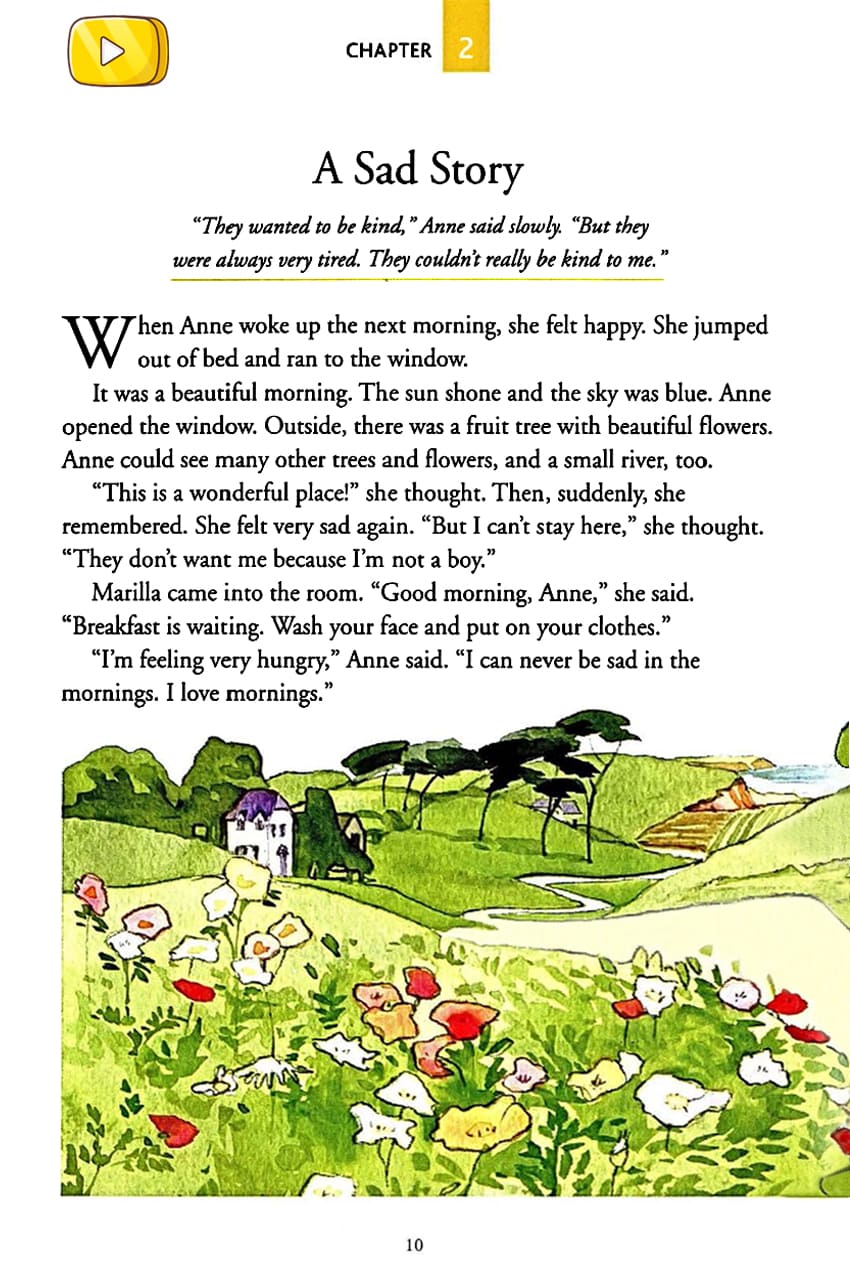 CHAPTER 2
A Sad Story
“They wanted to be kind,” Anne said slowly. “But they
were always very tired. They couldn’t really be kind to me.”
When Anne woke up the next morning, she felt happy. She jumped
out of bed and ran to the window.
It was a beautiful morning. The sun shone and the sky was blue. Anne
opened the window. Outside, there was a fruit tree with beautiful flowers.
Anne could see many other trees and flowers, and a small river, too.
“This is a wonderful place!” she thought. Then, suddenly, she
remembered. She felt very sad again. “But I can’t stay here,” she thought.
“They don’t want me because I’m not a boy.”
Marilla came into the room. “Good morning, Anne,” she said.
“Breakfast is waiting. Wash your face and put on your clothes.”
“I’m feeling very hungry,” Anne said. “I can never be sad in the
mornings. I love mornings.”
10